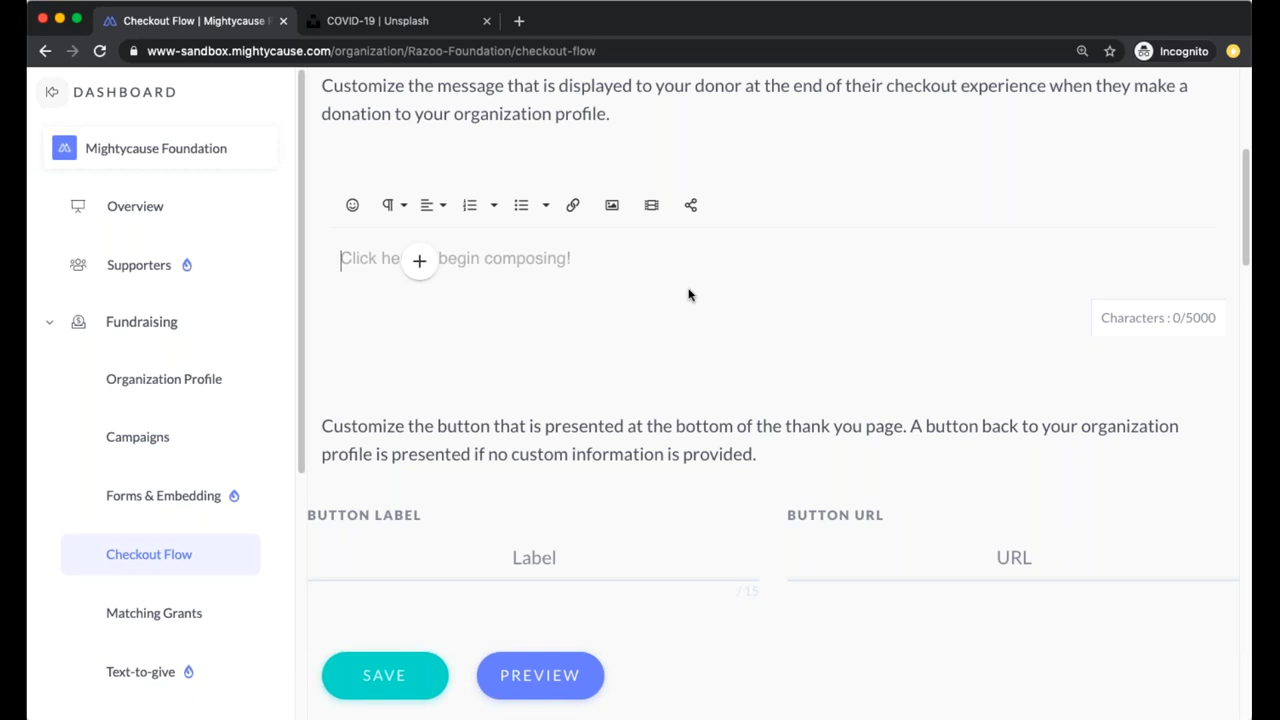 Checkout Flow | Mightycause F
COVID-19 | Unsplash
www-sandbox.mightycause.com/organization/Razoo-Foundation/checkout-flow
Incognito
DASHBOARD
Mightycause Foundation
Overview
Supporters
Fundraising
Organization Profile
Campaigns
Forms & Embedding
Checkout Flow
Matching Grants
Text-to-give
Customize the message that is displayed to your donor at the end of their checkout experience when they make a
donation to your organization profile.
Click he begin composing!
Characters : 0/5000
Customize the button that is presented at the bottom of the thank you page. A button back to your organization
profile is presented if no custom information is provided.
BUTTON LABEL
BUTTON URL
Label
URL
/ 15
SAVE
PREVIEW